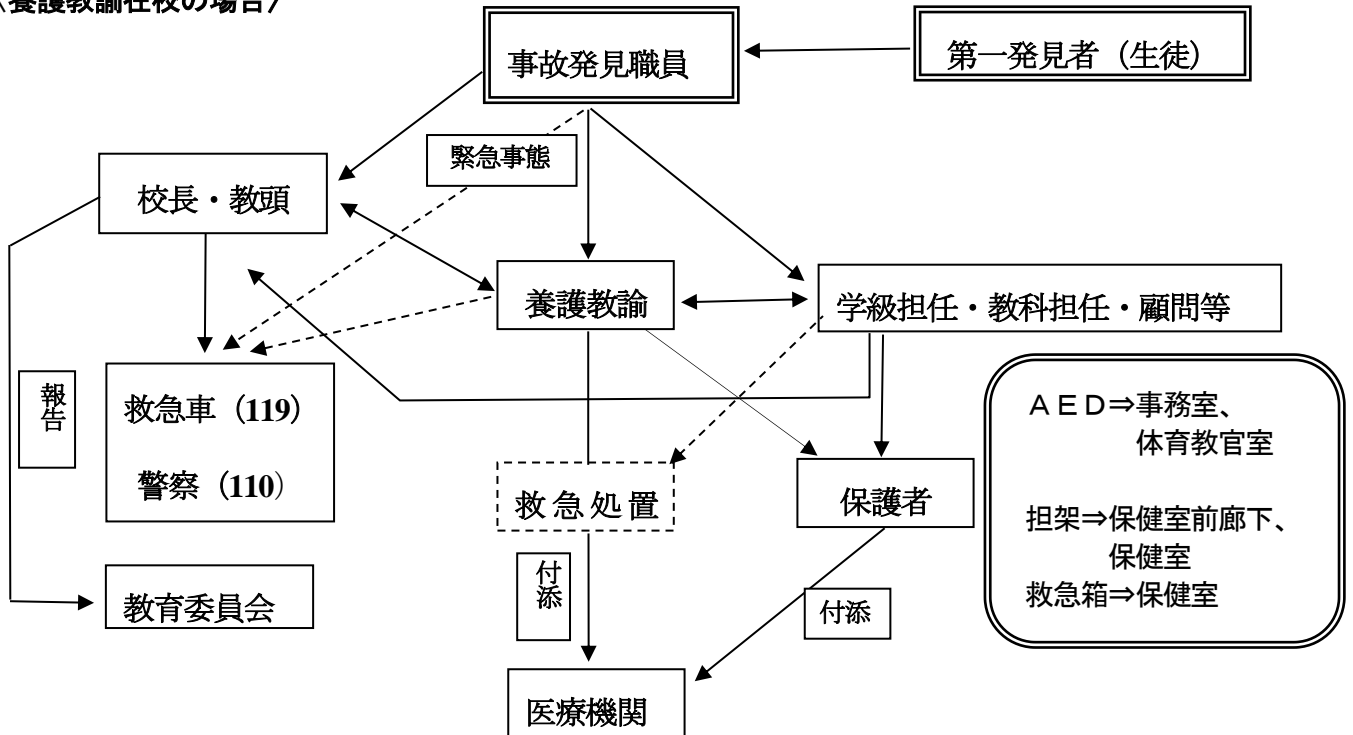 〈養護教諭在校の場合〉
事故発見職員
第一発見者（生徒）
緊急事態
校長・教頭
養護教諭
学級担任・教科担任・顧問等
報告
救急車（119）
警察（110）
ＡＥＤ⇒事務室、
体育教官室
担架⇒保健室前廊下、
保健室
救急箱⇒保健室
救急処置
保護者
付添
教育委員会
付添
医療機関